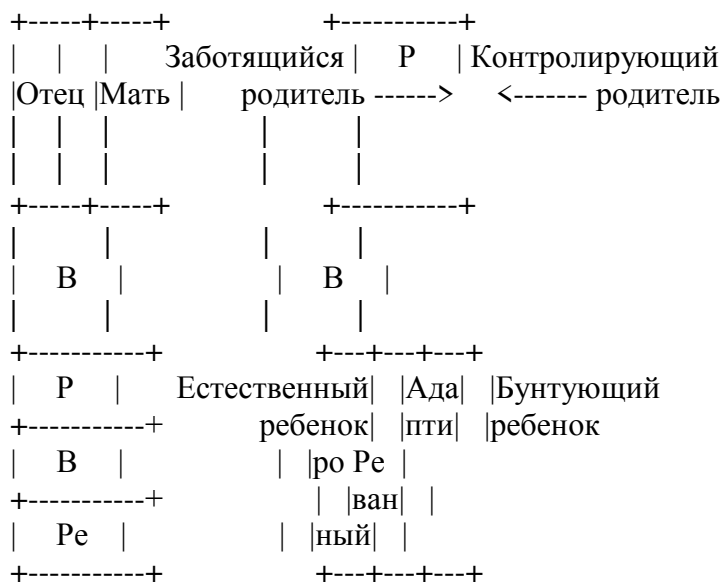 +-----+-----+ +-----------+
| | | Заботящийся | Р | Контролирующий
|Отец |Мать | родитель ------> <------- родитель
| | | | |
| | | | |
+-----+-----+ +-----------+
| | | |
| В | | В |
| | | |
+-----------+ +---+---+---+
| Р | Естественный| |Ада| |Бунтующий
+-----------+ ребенок| |пти| |ребенок
| В | | |ро Ре |
+-----------+ | |ван| |
| Ре | | |ный| |
+-----------+ +---+---+---+